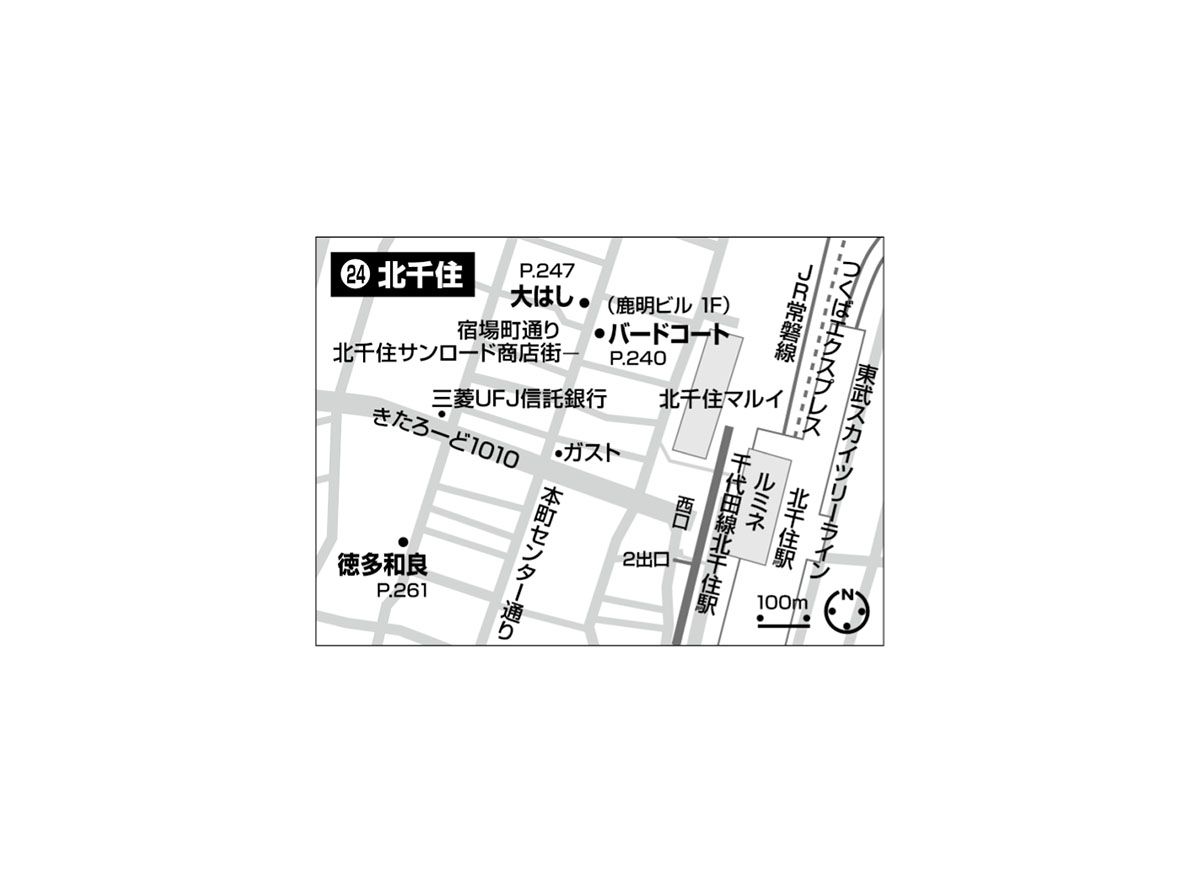 24 北千住
P.247
大はし
（鹿明ビル 1F）
バードコート
P.240
宿場町通り
北千住サンロード商店街
三菱UFJ信託銀行
北千住マルイ
きたろーど1010
ガスト
本町センター通り
西口
2出口
徳多和良
P.261
千代田線北千住駅
ルミネ
北千住駅
JR常磐線
つくばエクスプレス
東武スカイツリーライン
100m
N